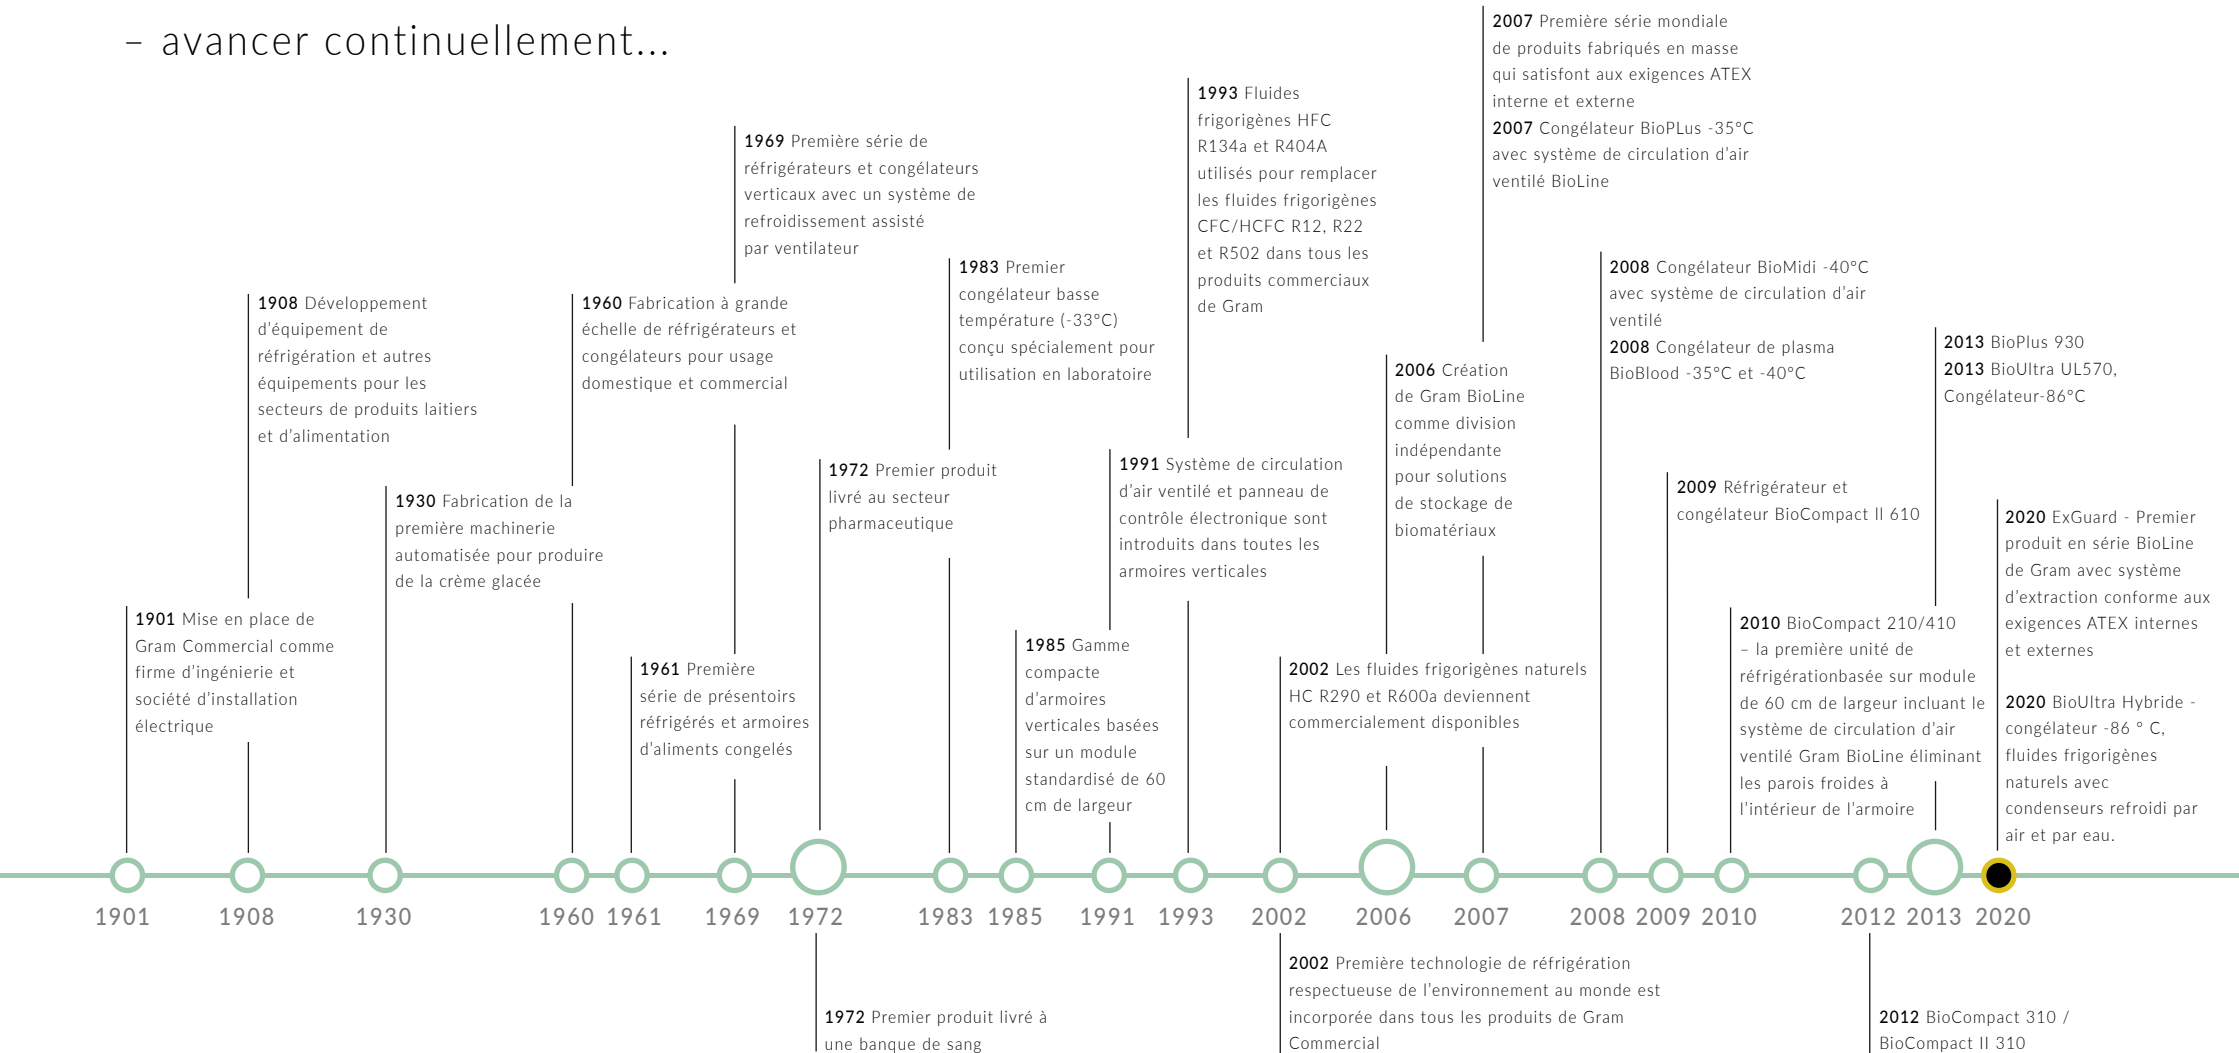 – avancer continuellement...
1901 Mise en place de
Gram Commercial comme
firme d'ingénierie et
société d'installation
électrique
1908 Développement
d'équipement de
réfrigération et autres
équipements pour les
secteurs de produits laitiers
et d'alimentation
1930 Fabrication de la
première machinerie
automatisée pour produire
de la crème glacée
1960 Fabrication à grande
échelle de réfrigérateurs et
congélateurs pour usage
domestique et commercial
1961 Première
série de présentoirs
réfrigérés et armoires
d'aliments congelés
1969 Première série de
réfrigérateurs et congélateurs
verticaux avec un système de
refroidissement assisté
par ventilateur
1972 Premier produit
livré au secteur
pharmaceutique
1983 Premier
congélateur basse
température (-33°C)
conçu spécialement pour
utilisation en laboratoire
1985 Gamme
compacte
d'armoires
verticales basées
sur un module
standardisé de 60
cm de largeur
1991 Système de circulation
d'air ventilé et panneau de
contrôle électronique sont
introduits dans toutes les
armoires verticales
1993 Fluides
frigorigènes HFC
R134a et R404A
utilisés pour remplacer
les fluides frigorigènes
CFC/HCFC R12, R22
et R502 dans tous les
produits commerciaux
de Gram
2002 Les fluides frigorigènes naturels
HC R290 et R600a deviennent
commercialement disponibles
2006 Création
de Gram BioLine
comme division
indépendante
pour solutions
de stockage de
biomatériaux
2007 Première série mondiale
de produits fabriqués en masse
qui satisfont aux exigences ATEX
interne et externe
2007 Congélateur BioPLus -35°C
avec système de circulation d'air
ventilé BioLine
2008 Congélateur BioMidi -40°C
avec système de circulation d'air
ventilé
2008 Congélateur de plasma
BioBlood -35°C et -40°C
2009 Réfrigérateur et
congélateur BioCompact II 610
2010 BioCompact 210/410
– la première unité de
réfrigérationbasée sur module
de 60 cm de largeur incluant le
système de circulation d'air
ventilé Gram BioLine éliminant
les parois froides à
l'intérieur de l'armoire
2013 BioPlus 930
2013 BioUltra UL570,
Congélateur-86°C
2020 ExGuard - Premier
produit en série BioLine
de Gram avec système
d'extraction conforme aux
exigences ATEX internes
et externes
2020 BioUltra Hybride -
congélateur -86 ° C,
fluides frigorigènes
naturels avec
condenseurs refroidi par
air et par eau.
1901 1908 1930 1960 1961 1969 1972 1983 1985 1991 1993 2002 2006 2007 2008 2009 2010 2012 2013 2020
1972 Premier produit livré à
une banque de sang
2002 Première technologie de réfrigération
respectueuse de l'environnement au monde est
incorporée dans tous les produits de Gram
Commercial
2012 BioCompact 310 /
BioCompact II 310